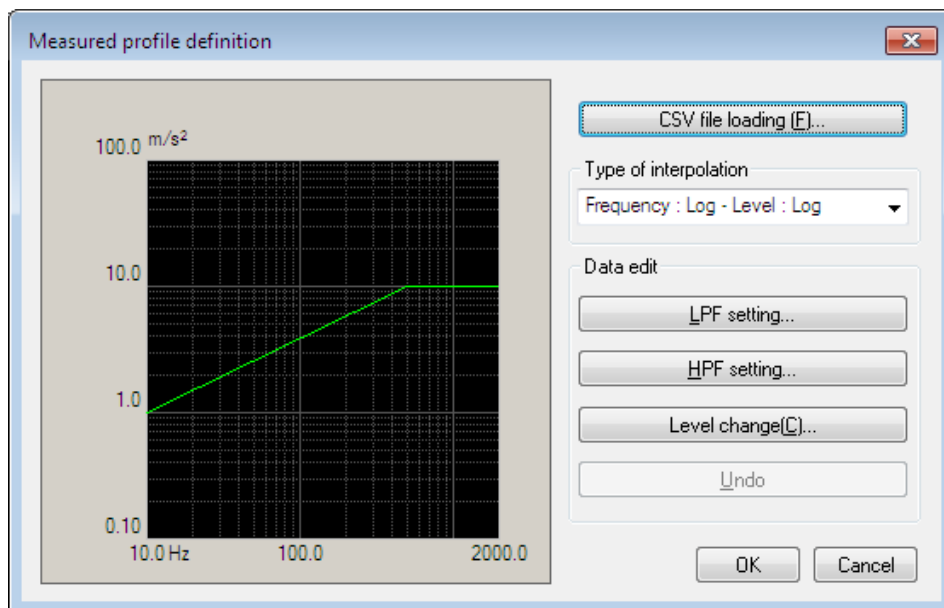 Measured profile definition
100.0 m/s²
10.0
1.0
0.10
10.0 Hz 100.0 2000.0
CSV file loading (F)...
Type of interpolation
Frequency : Log - Level : Log
Data edit
LPF setting...
HPF setting...
Level change(C)...
Undo
OK Cancel